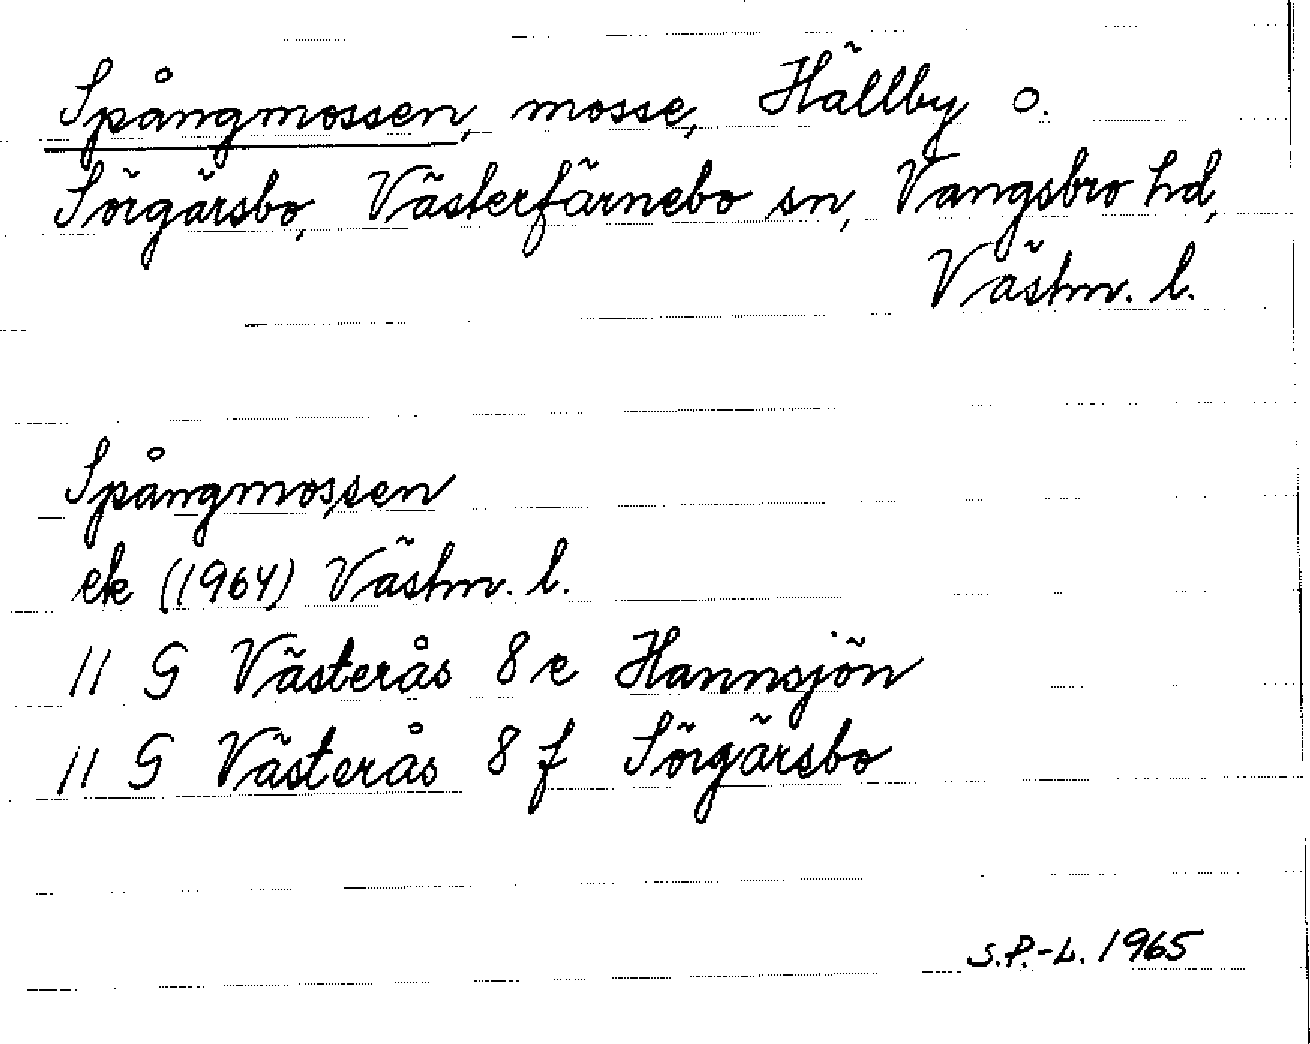 Spångmossen, mosse, Hällby o.
Sörgärsbo, Västerfärnebo sn, Vangsbro hd,
Västm. l.
Spångmossen
ek (1964) Västm. l.
11 G Västerås 8 e Hannsjön
11 G Västerås 8 f Sörgärsbo
S.P.-L. 1965